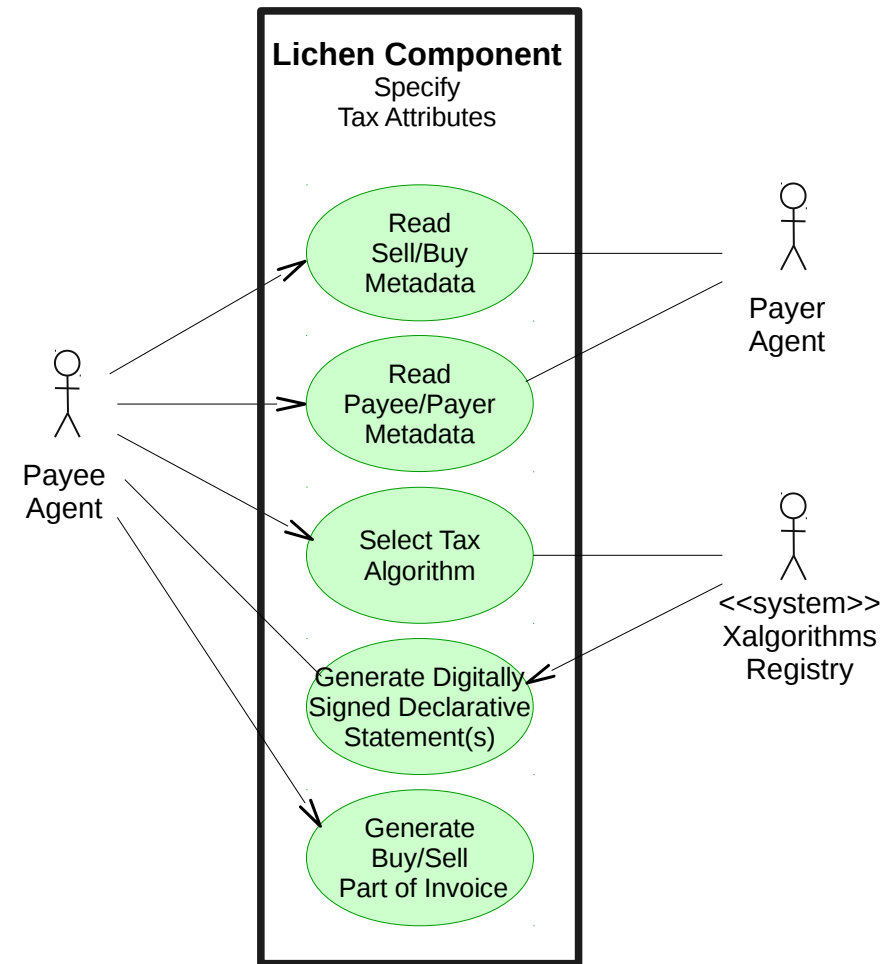 Lichen Component
Specify
Tax Attributes
Read
Sell/Buy
Metadata
Payer
Agent
Read
Payee/Payer
Metadata
Payee
Agent
Select Tax
Algorithm
<<system>>
Xalgorithms
Registry
Generate Digitally
Signed Declarative
Statement(s)
Generate
Buy/Sell
Part of Invoice